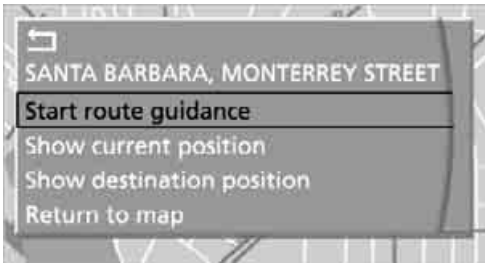 SANTA BARBARA, MONTERREY STREET
Start route guidance
Show current position
Show destination position
Return to map